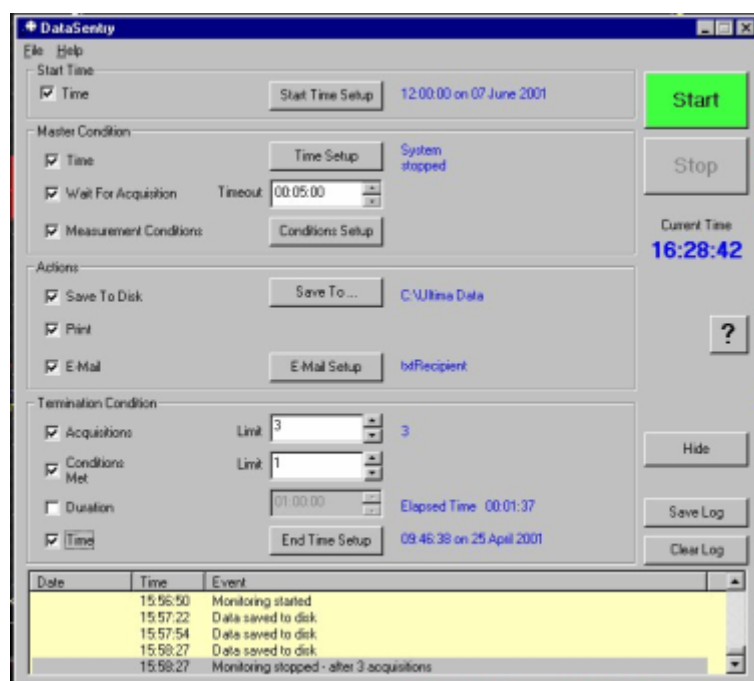 DataSentry
File Help
Start Time
Time
Start Time Setup
12:00:00 on 07 June 2001
Start
Master Condition
Time
Time Setup
System
stopped
Stop
Wait For Acquisition
Timeout
00:05:00
Measurement Conditions
Conditions Setup
Current Time
16:28:42
Actions
Save To Disk
Save To ...
C:\Ultima Data
Print
?
E-Mail
E-Mail Setup
txtRecipient
Termination Condition
Acquisitions
Limit
3
3
Conditions
Met
Limit
1
Hide
Duration
01:00:00
Elapsed Time 00:01:37
Save Log
Time
End Time Setup
09:46:38 on 25 April 2001
Clear Log
Date Time Event
15:56:50 Monitoring started
15:57:22 Data saved to disk
15:57:54 Data saved to disk
15:58:27 Data saved to disk
15:58:27 Monitoring stopped - after 3 acquisitions